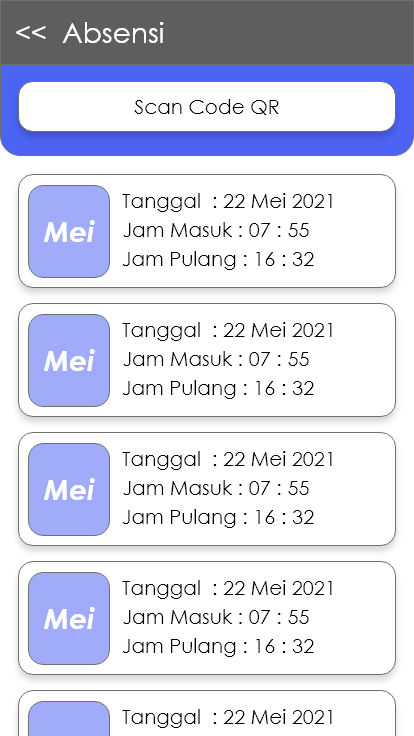 << Absensi
Scan Code QR
Mei
Tanggal : 22 Mei 2021
Jam Masuk : 07 : 55
Jam Pulang : 16 : 32
Mei
Tanggal : 22 Mei 2021
Jam Masuk : 07 : 55
Jam Pulang : 16 : 32
Mei
Tanggal : 22 Mei 2021
Jam Masuk : 07 : 55
Jam Pulang : 16 : 32
Mei
Tanggal : 22 Mei 2021
Jam Masuk : 07 : 55
Jam Pulang : 16 : 32
Tanggal : 22 Mei 2021